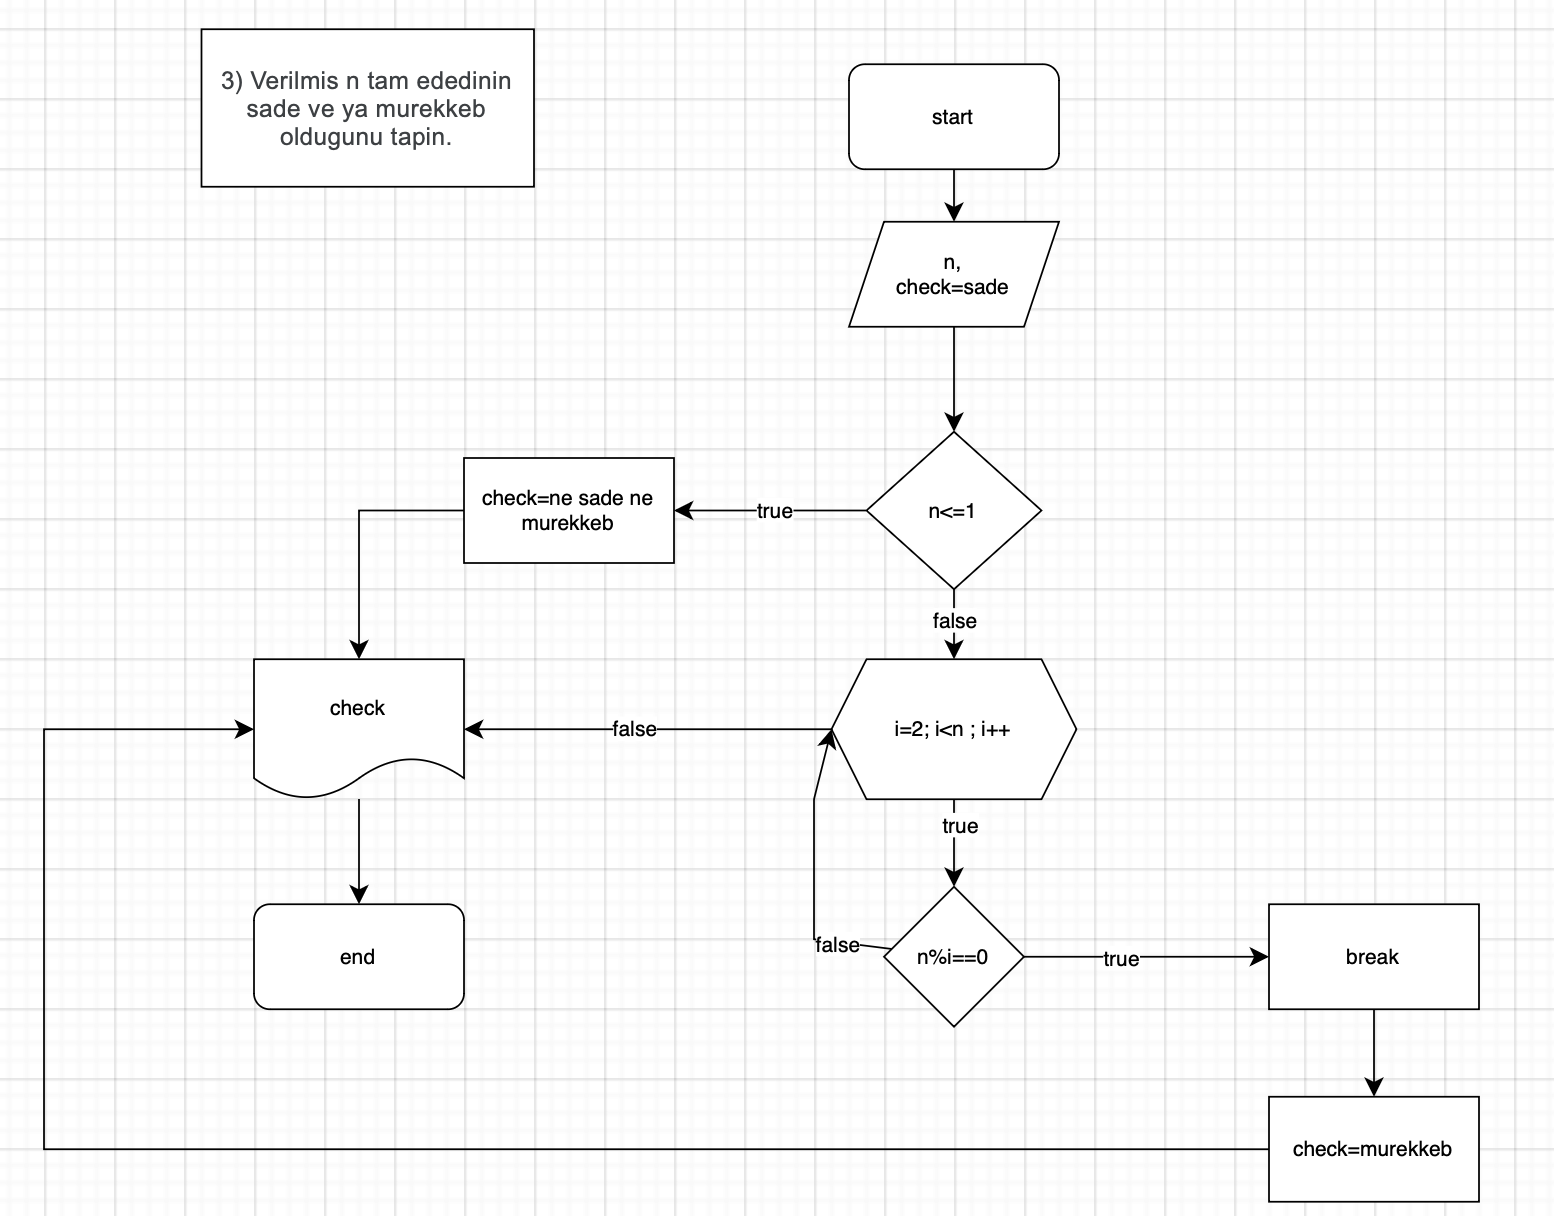 3) Verilmis n tam ededinin
sade ve ya murekkeb
oldugunu tapin.
start
n,
check=sade
n<=1
true
check=ne sade ne
murekkeb
false
i=2; i<n ; i++
false
check
true
n%i==0
false
true
break
end
check=murekkeb